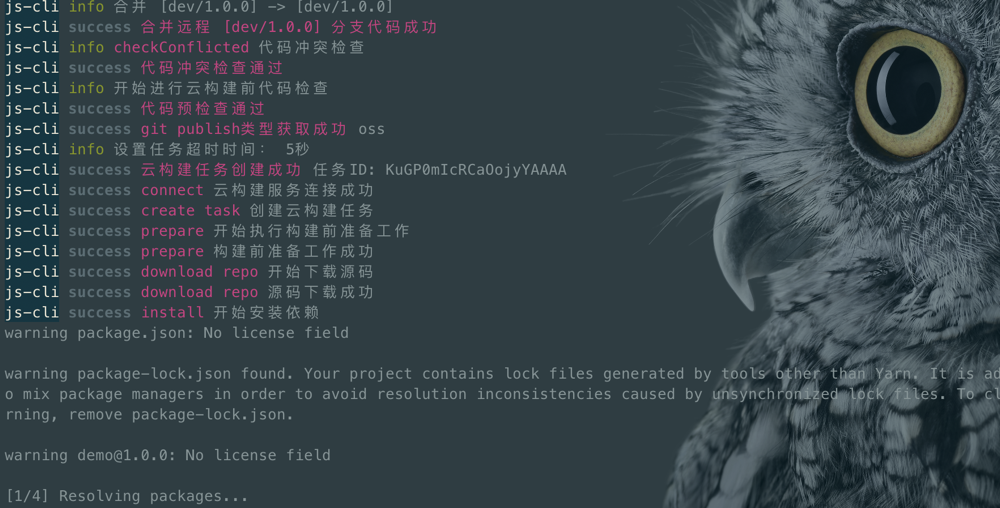 js-cli info 合并 [dev/1.0.0] -> [dev/1.0.0]
js-cli success 合并远程 [dev/1.0.0] 分支代码成功
js-cli info checkConflicted 代码冲突检查
js-cli success 代码冲突检查通过
js-cli info 开始进行云构建前代码检查
js-cli success 代码预检查通过
js-cli success git publish类型获取成功 oss
js-cli info 设置任务超时时间： 5秒
js-cli success 云构建任务创建成功 任务ID: KuGP0mIcRCaOojyYAAAA
js-cli success connect 云构建服务连接成功
js-cli success create task 创建云构建任务
js-cli success prepare 开始执行构建前准备工作
js-cli success prepare 构建前准备工作成功
js-cli success download repo 开始下载源码
js-cli success download repo 源码下载成功
js-cli success install 开始安装依赖
warning package.json: No license field
warning package-lock.json found. Your project contains lock files generated by tools other than Yarn. It is ad
o mix package managers in order to avoid resolution inconsistencies caused by unsynchronized lock files. To cl
rning, remove package-lock.json.
warning demo@1.0.0: No license field
[1/4] Resolving packages...